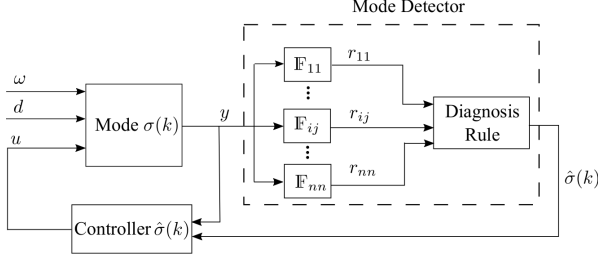 Mode Detector
ω
d
u
Mode σ(k)
y
𝔽₁₁
r₁₁
⋮
𝔽ᵢⱼ
rᵢⱼ
⋮
𝔽ₙₙ
rₙₙ
Diagnosis
Rule
σ̂(k)
Controller σ̂(k)